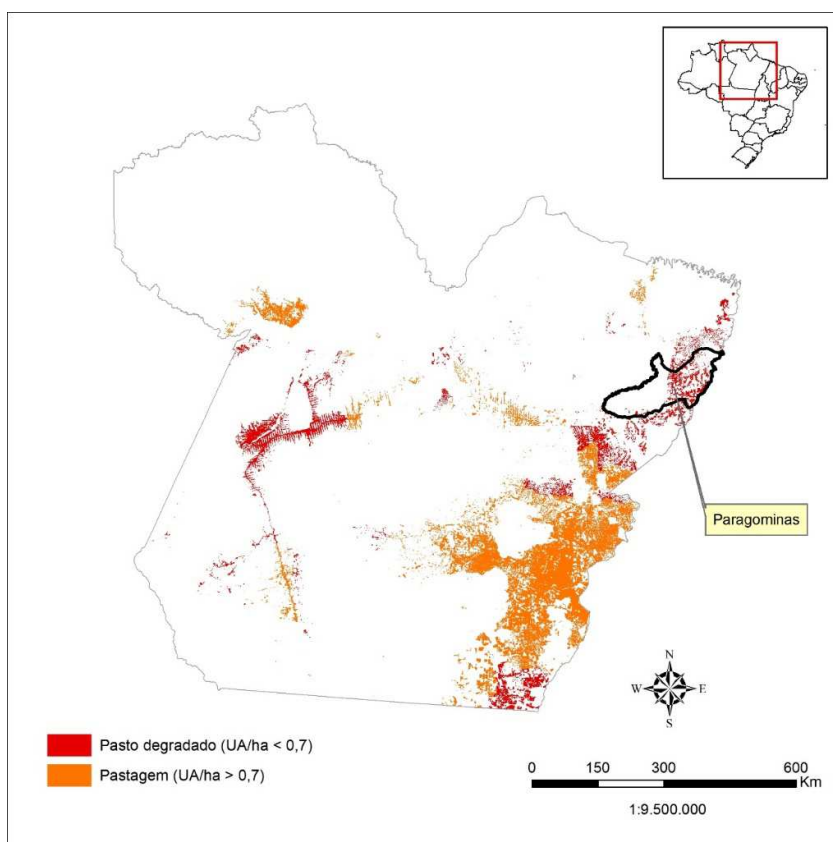 Paragominas
N
W E
S
Pasto degradado (UA/ha < 0,7)
Pastagem (UA/ha > 0,7)
0 150 300 600
Km
1:9.500.000